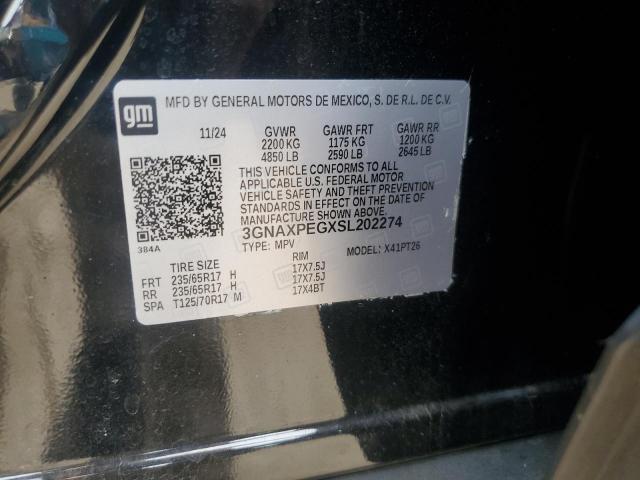 gm
MFD BY GENERAL MOTORS DE MEXICO, S. DE R.L. DE C.V.
11/24 GVWR GAWR FRT GAWR RR
2200 KG 1175 KG 1200 KG
4850 LB 2590 LB 2645 LB
THIS VEHICLE CONFORMS TO ALL
APPLICABLE U.S. FEDERAL MOTOR
VEHICLE SAFETY AND THEFT PREVENTION
STANDARDS IN EFFECT ON THE DATE OF
MANUFACTURE SHOWN ABOVE.
384A
3GNAXPEGXSL202274
TYPE: MPV MODEL: X41PT26
TIRE SIZE RIM
FRT 235/65R17 H 17X7.5J
RR 235/65R17 H 17X7.5J
SPA T125/70R17 M 17X4BT